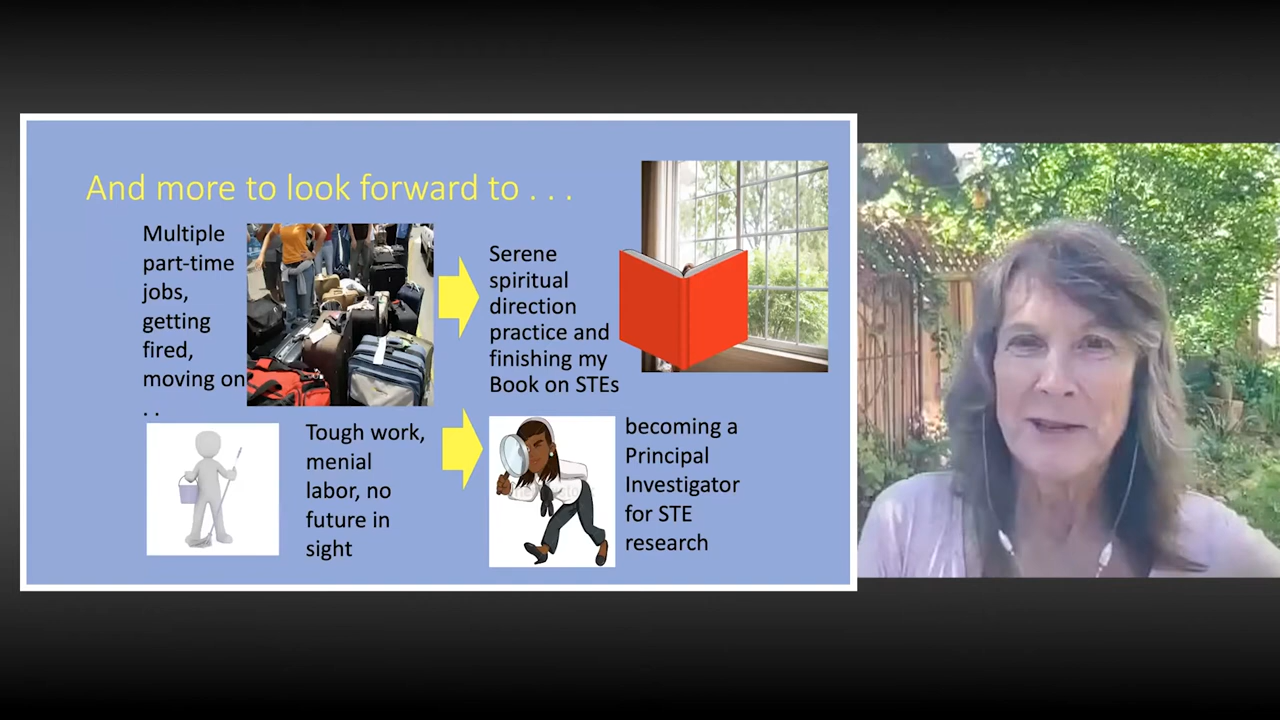 And more to look forward to . . .
Multiple
part-time
jobs,
getting
fired,
moving on
. .
Serene
spiritual
direction
practice and
finishing my
Book on STEs
Tough work,
menial
labor, no
future in
sight
becoming a
Principal
Investigator
for STE
research